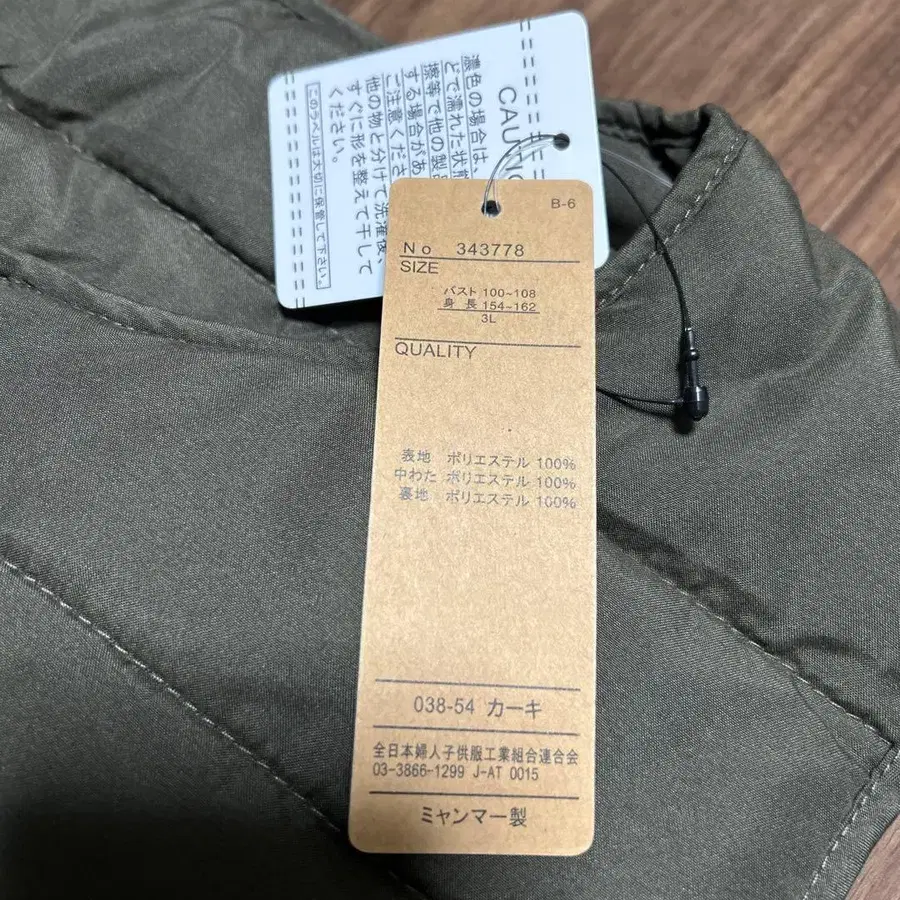 CAUTIO
濃色の場合は、
どで濡れた状態
擦等で他の製品
する場合があ
ご注意くださ
他の物と分けて洗濯後、
すぐに形を整えて干して
ください。
このラベルは大切に保管して下さい。
B-6
No 343778
SIZE
バスト 100~108
身長 154~162
3L
QUALITY
表地 ポリエステル 100%
中わた ポリエステル 100%
裏地 ポリエステル 100%
038-54 カーキ
全日本婦人子供服工業組合連合会
03-3866-1299 J-AT 0015
ミャンマー製